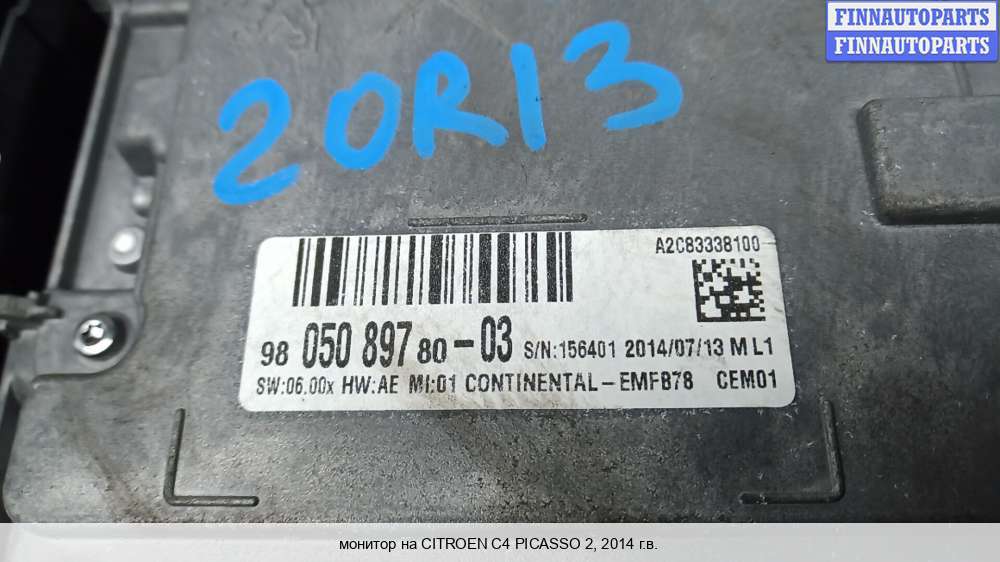 FINNAUTOPARTS
FINNAUTOPARTS
20R13
A2C83338100
98 050 897 80-03 S/N:156401 2014/07/13 M L1
SW:06.00x HW:AE MI:01 CONTINENTAL-EMFB78 CEM01
монитор на CITROEN C4 PICASSO 2, 2014 г.в.